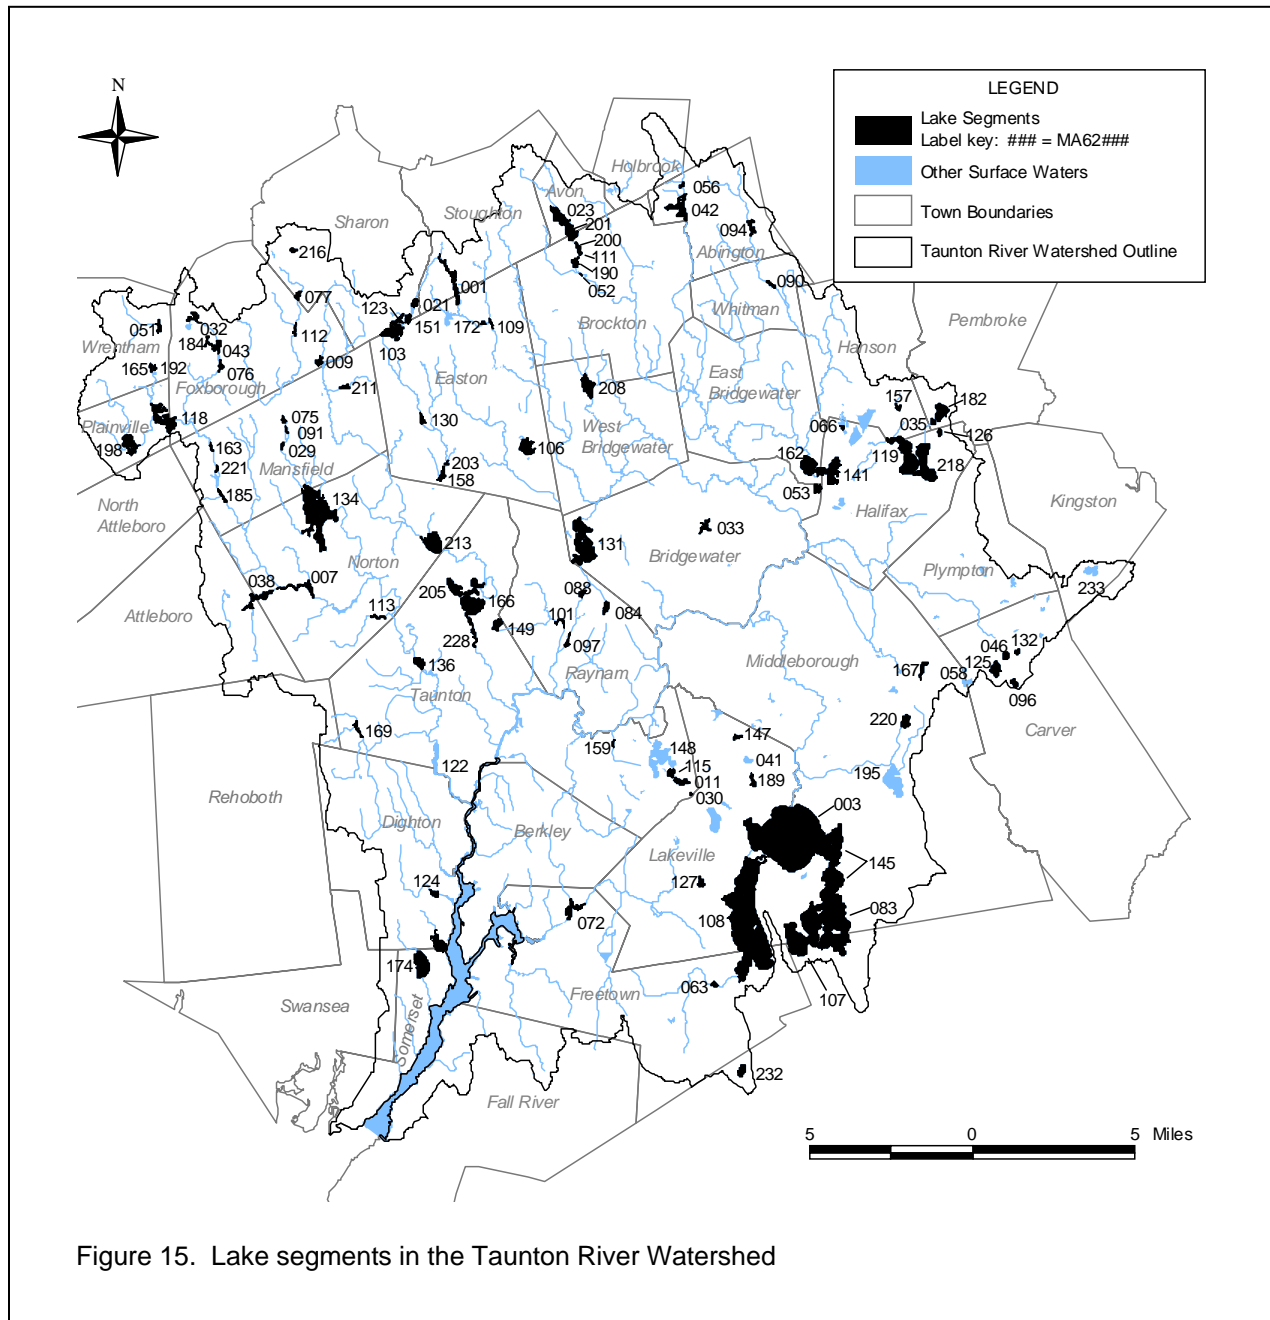 N
LEGEND
Lake Segments
Label key: ### = MA62###
Other Surface Waters
Town Boundaries
Taunton River Watershed Outline
Holbrook
056
Avon
023
042
Sharon
Stoughton
201
094
200
Abington
216
111
190
090
001
052
077
021
123
Whitman
Brockton
Pembroke
051
032
151
172
109
112
184
043
103
Hanson
Wrentham
009
East
Bridgewater
165
192
076
Easton
Foxborough
211
208
157
182
118
075
130
035
Plainville
091
066
West
Bridgewater
126
198
163
029
106
119
Mansfield
162
203
218
221
158
141
185
053
North
Attleboro
134
Kingston
Halifax
033
213
131
Bridgewater
Norton
Plympton
038
007
088
233
205
Attleboro
166
084
113
101
149
046
132
228
097
Middleborough
125
136
167
058
Raynam
Taunton
096
220
169
147
Carver
159
148
122
041
115
195
011
189
Rehoboth
030
003
Dighton
Berkley
Lakeville
145
124
127
083
072
108
174
063
Freetown
107
Swansea
Somerset
232
Fall River
5
0
5
Miles
Figure 15. Lake segments in the Taunton River Watershed